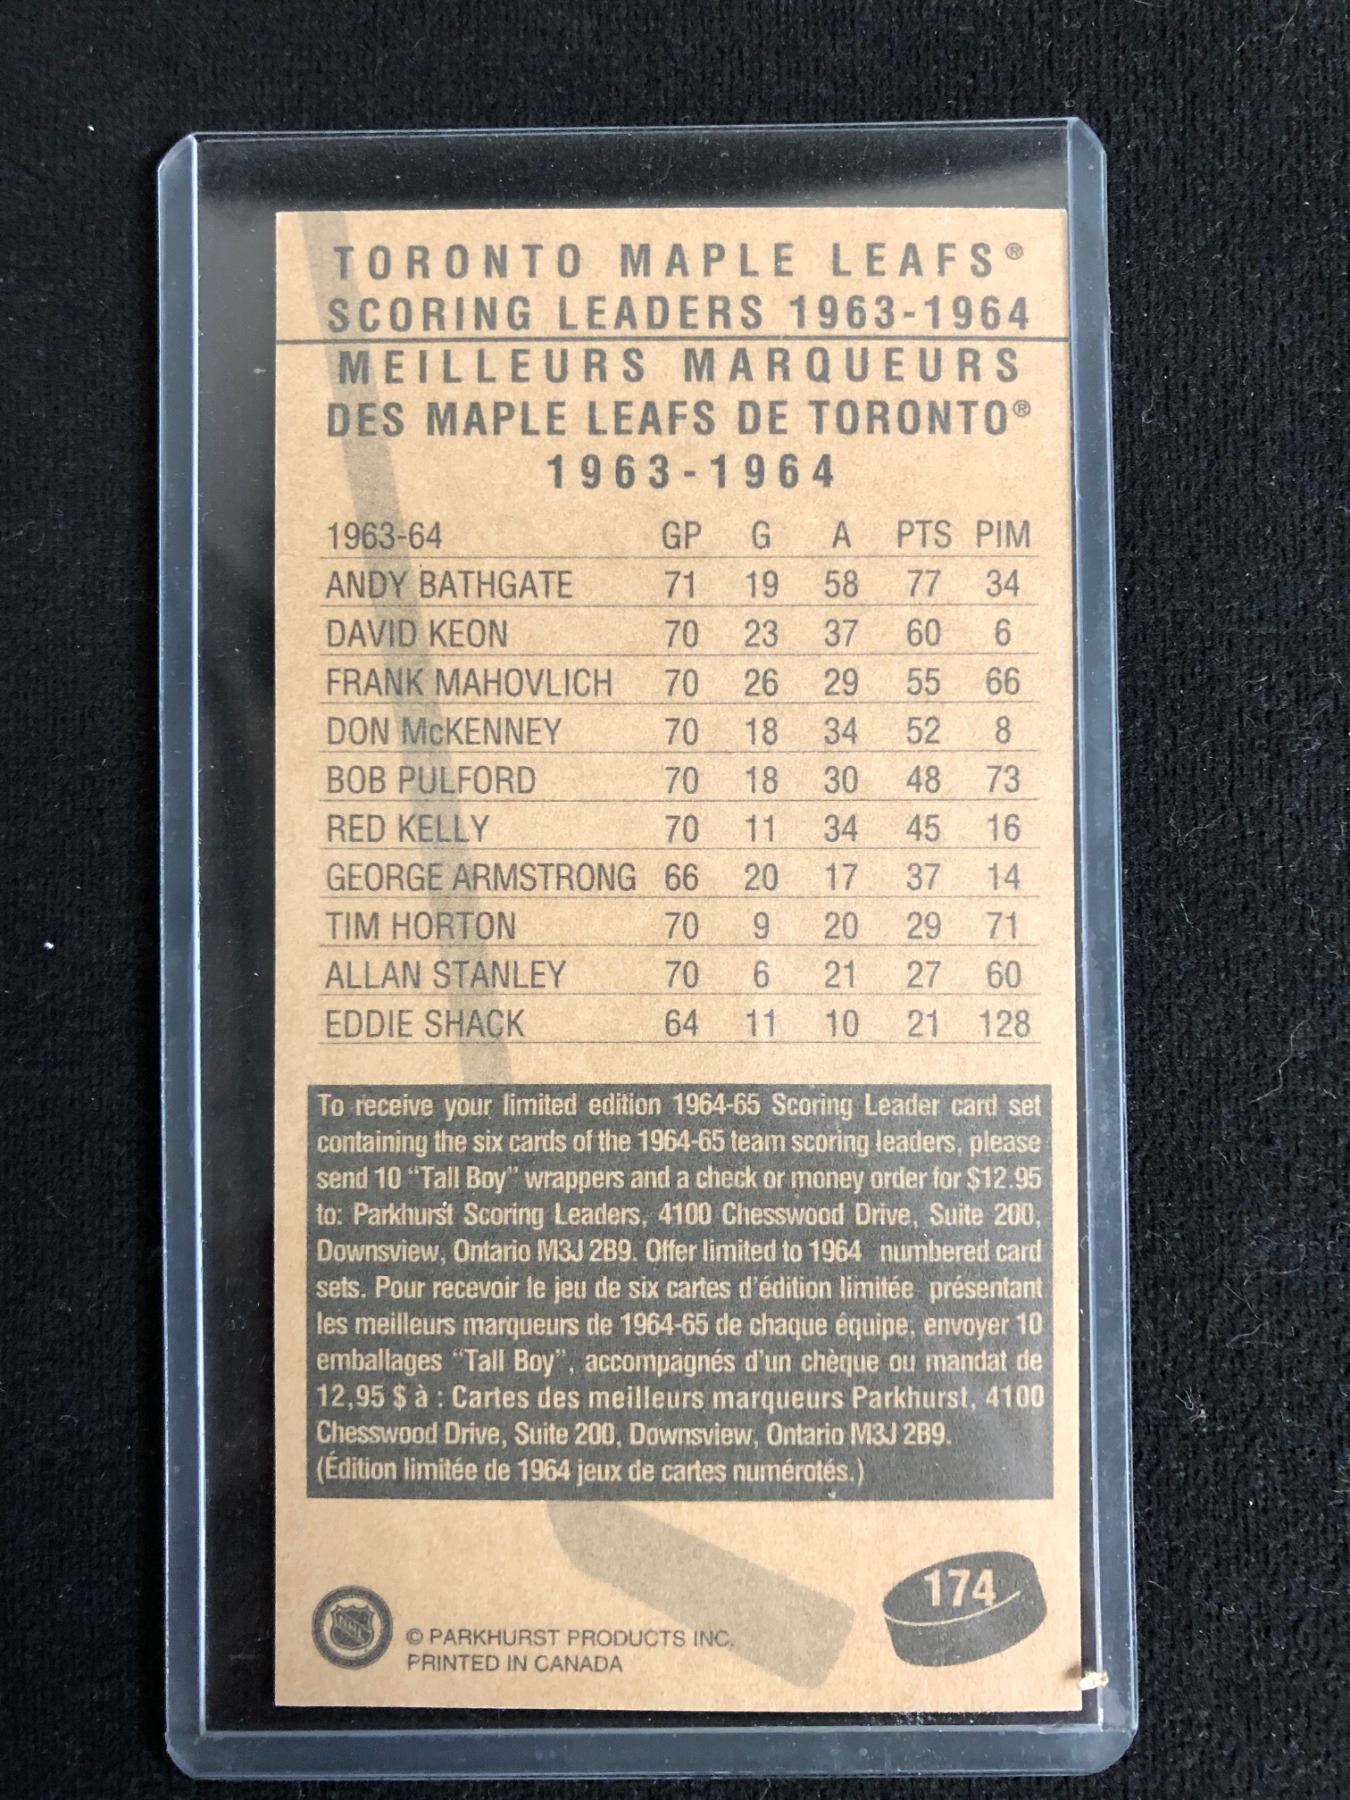 TORONTO MAPLE LEAFS®
SCORING LEADERS 1963-1964
MEILLEURS MARQUEURS
DES MAPLE LEAFS DE TORONTO®
1963-1964
1963-64 GP G A PTS PIM
ANDY BATHGATE 71 19 58 77 34
DAVID KEON 70 23 37 60 6
FRANK MAHOVLICH 70 26 29 55 66
DON McKENNEY 70 18 34 52 8
BOB PULFORD 70 18 30 48 73
RED KELLY 70 11 34 45 16
GEORGE ARMSTRONG 66 20 17 37 14
TIM HORTON 70 9 20 29 71
ALLAN STANLEY 70 6 21 27 60
EDDIE SHACK 64 11 10 21 128
To receive your limited edition 1964-65 Scoring Leader card set
containing the six cards of the 1964-65 team scoring leaders, please
send 10 "Tall Boy" wrappers and a check or money order for $12.95
to: Parkhurst Scoring Leaders, 4100 Chesswood Drive, Suite 200,
Downsview, Ontario M3J 2B9. Offer limited to 1964 numbered card
sets. Pour recevoir le jeu de six cartes d'édition limitée présentant
les meilleurs marqueurs de 1964-65 de chaque équipe, envoyer 10
emballages "Tall Boy", accompagnés d'un chèque ou mandat de
12,95 $ à : Cartes des meilleurs marqueurs Parkhurst, 4100
Chesswood Drive, Suite 200, Downsview, Ontario M3J 2B9.
(Édition limitée de 1964 jeux de cartes numérotés.)
174
NHL
© PARKHURST PRODUCTS INC.
PRINTED IN CANADA